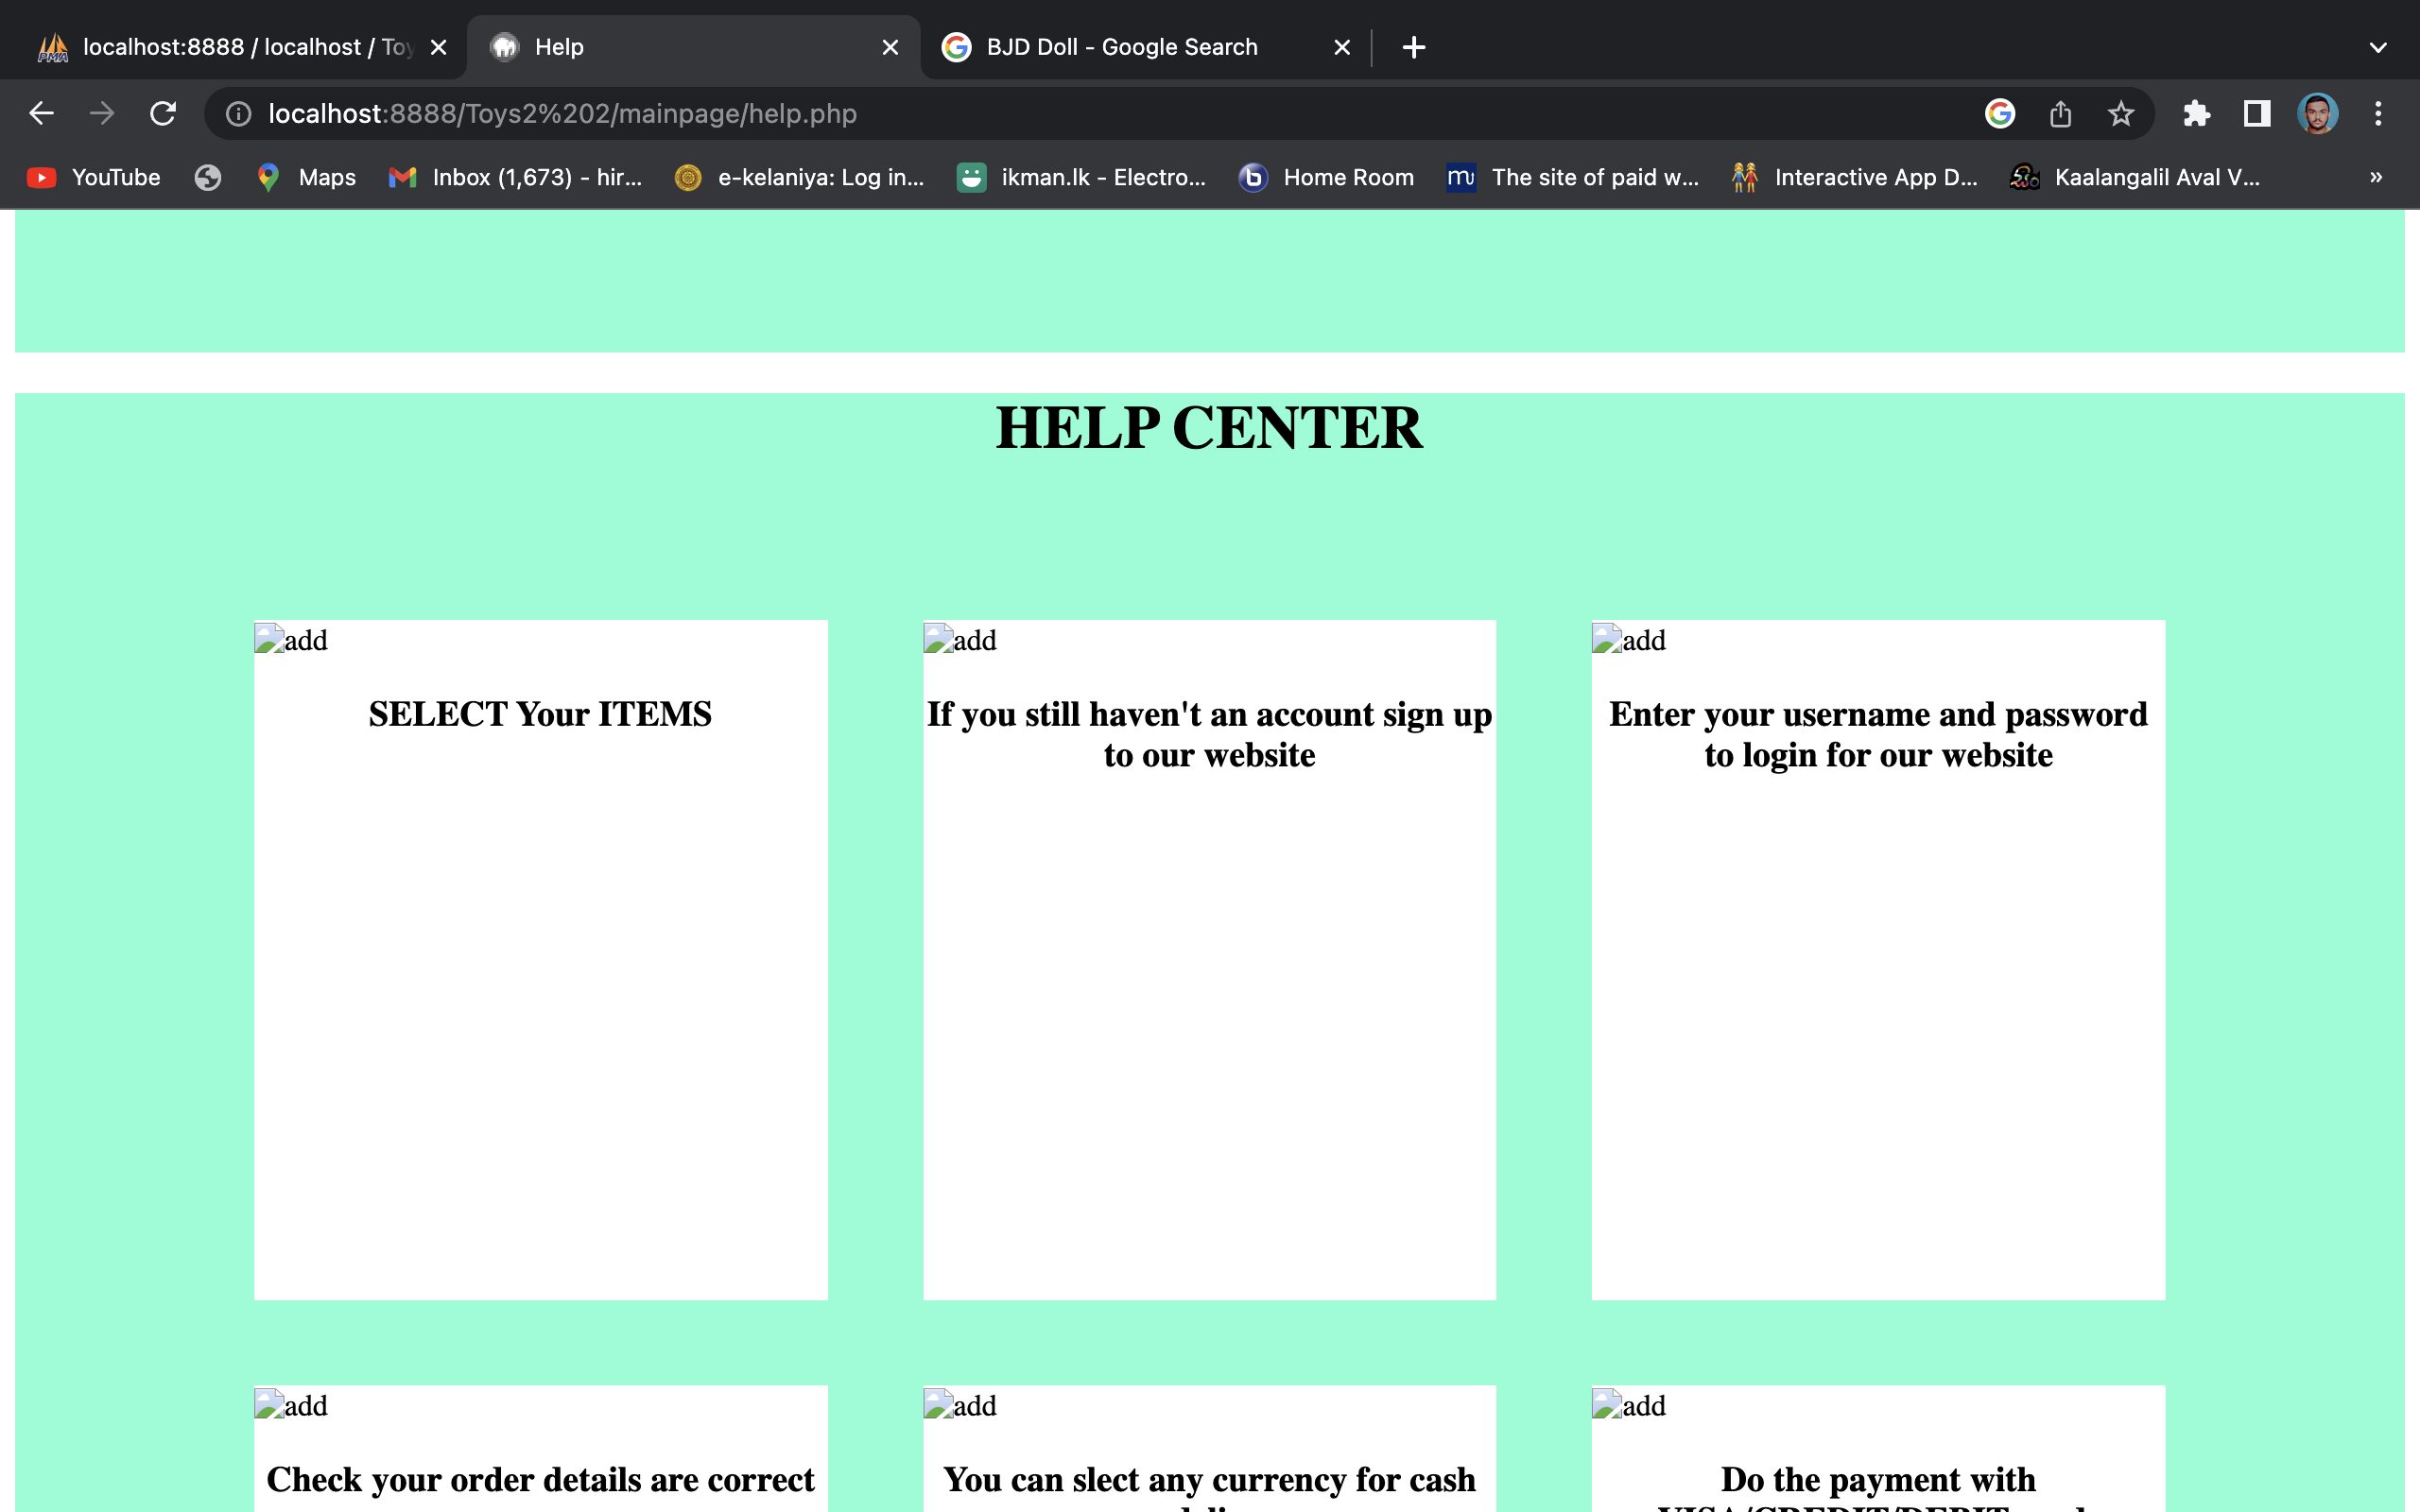 localhost:8888 / localhost / Toy
Help
BJD Doll - Google Search
localhost:8888/Toys2%202/mainpage/help.php
YouTube
Maps
Inbox (1,673) - hir...
e-kelaniya: Log in...
ikman.lk - Electro...
Home Room
The site of paid w...
Interactive App D...
Kaalangalil Aval V...
HELP CENTER
add
SELECT Your ITEMS
add
If you still haven't an account sign up
to our website
add
Enter your username and password
to login for our website
add
Check your order details are correct
add
You can slect any currency for cash
add
Do the payment with
VISA/CREDIT/DEBIT